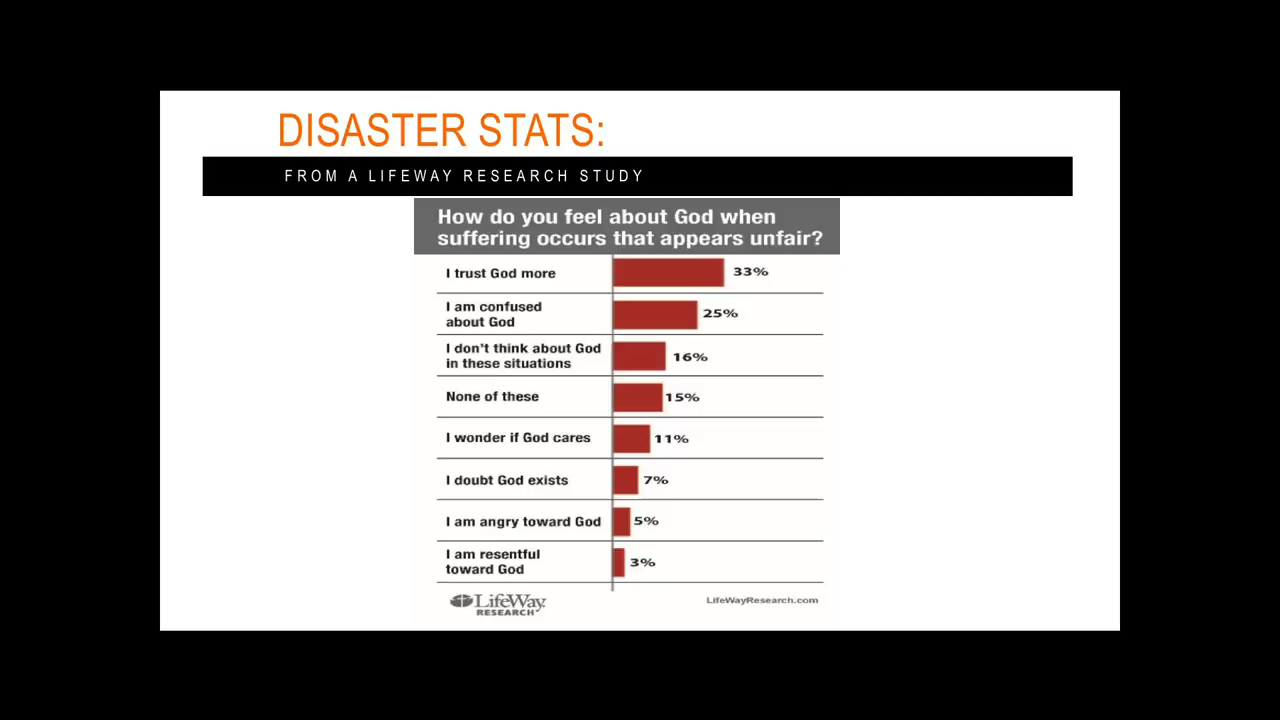 DISASTER STATS:
FROM A LIFEWAY RESEARCH STUDY
How do you feel about God when
suffering occurs that appears unfair?
I trust God more 33%
I am confused
about God 25%
I don't think about God
in these situations 16%
None of these 15%
I wonder if God cares 11%
I doubt God exists 7%
I am angry toward God 5%
I am resentful
toward God 3%
LifeWay
RESEARCH
LifeWayResearch.com